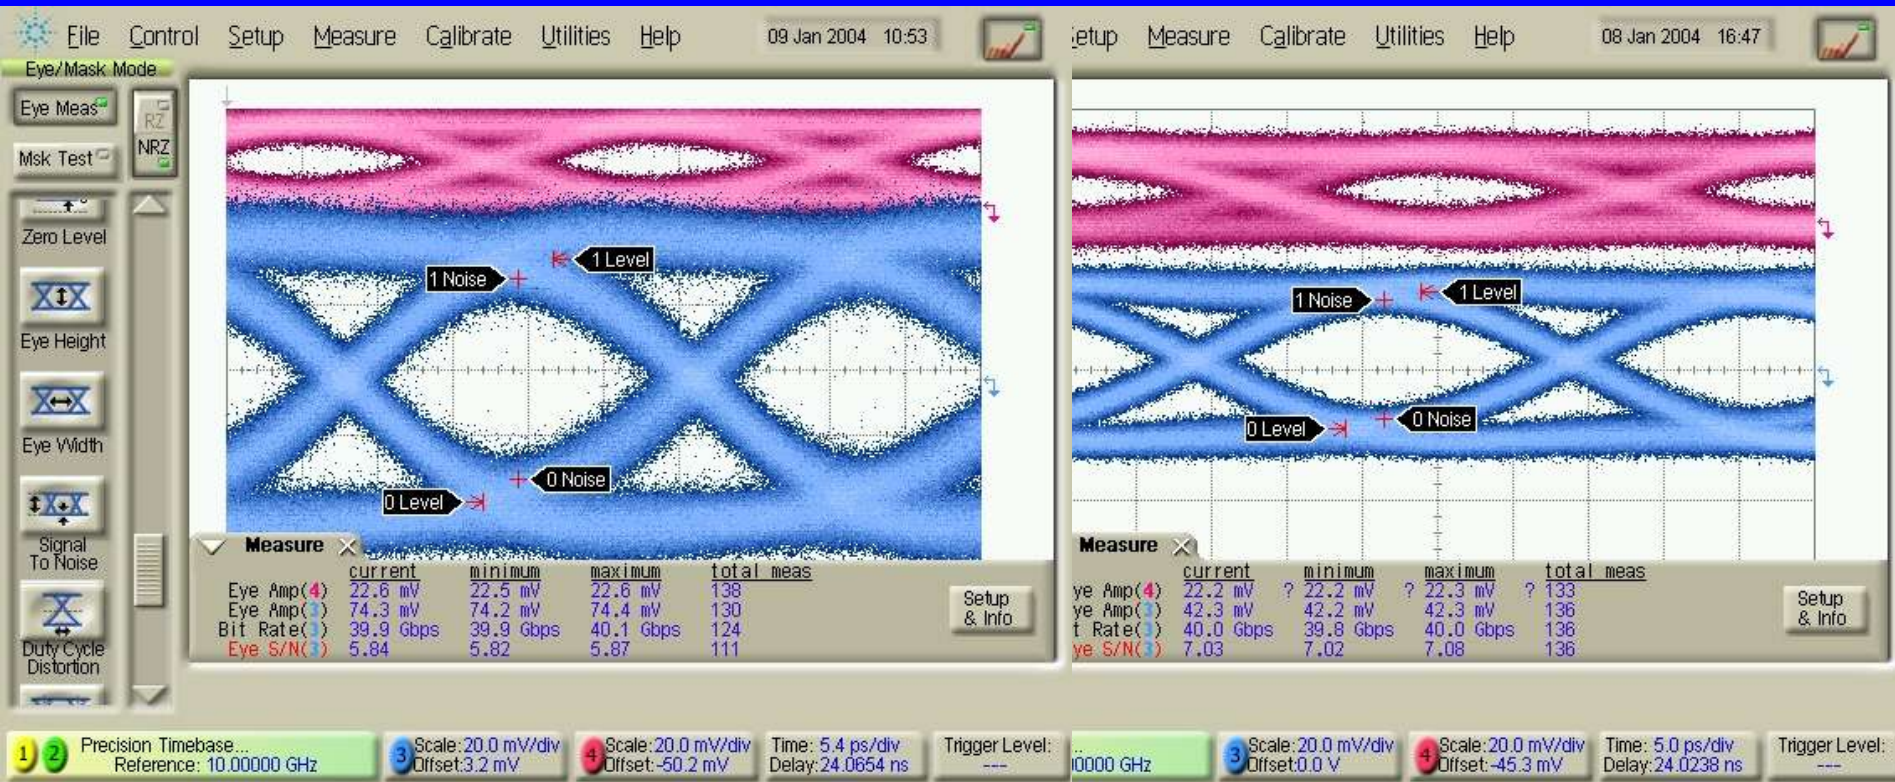 File Control Setup Measure Calibrate Utilities Help 09 Jan 2004 10:53
Eye/Mask Mode
Eye Meas
Msk Test
RZ
NRZ
Zero Level
Eye Height
Eye Width
Signal
To Noise
Duty Cycle
Distortion
1 Level
1 Noise
0 Noise
0 Level
Measure
current minimum maximum total meas
Eye Amp(4) 22.6 mV 22.5 mV 22.6 mV 138
Eye Amp(3) 74.3 mV 74.2 mV 74.4 mV 130
Bit Rate(3) 39.9 Gbps 39.9 Gbps 40.1 Gbps 124
Eye S/N(3) 5.84 5.82 5.87 111
Setup
& Info
1 2 Precision Timebase...
Reference: 10.00000 GHz
3 Scale:20.0 mV/div
Offset:3.2 mV
4 Scale:20.0 mV/div
Offset:-50.2 mV
Time: 5.4 ps/div
Delay:24.0654 ns
Trigger Level:
---
etup Measure Calibrate Utilities Help 08 Jan 2004 16:47
1 Level
1 Noise
0 Noise
0 Level
Measure
current minimum maximum total meas
ye Amp(4) 22.2 mV ? 22.2 mV ? 22.3 mV ? 133
ye Amp(3) 42.3 mV 42.2 mV 42.3 mV 136
t Rate(3) 40.0 Gbps 39.8 Gbps 40.0 Gbps 136
ye S/N(3) 7.03 7.02 7.08 136
Setup
& Info
..
0000 GHz
3 Scale:20.0 mV/div
Offset:0.0 V
4 Scale:20.0 mV/div
Offset:-45.3 mV
Time: 5.0 ps/div
Delay:24.0238 ns
Trigger Level:
---